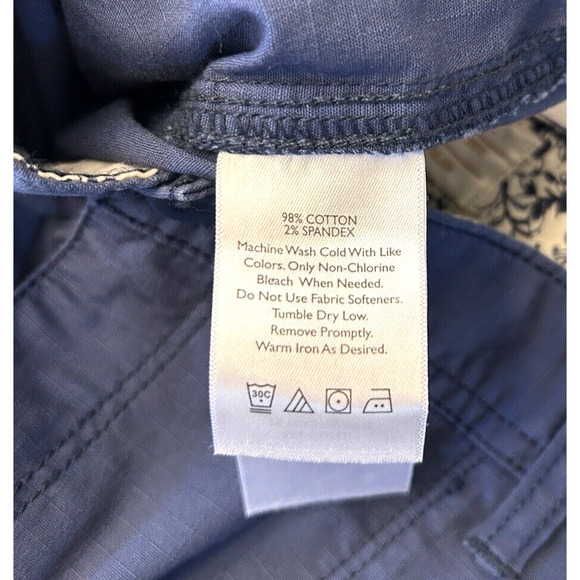 98% COTTON
2% SPANDEX
Machine Wash Cold With Like
Colors. Only Non-Chlorine
Bleach When Needed.
Do Not Use Fabric Softeners.
Tumble Dry Low.
Remove Promptly.
Warm Iron As Desired.
30C